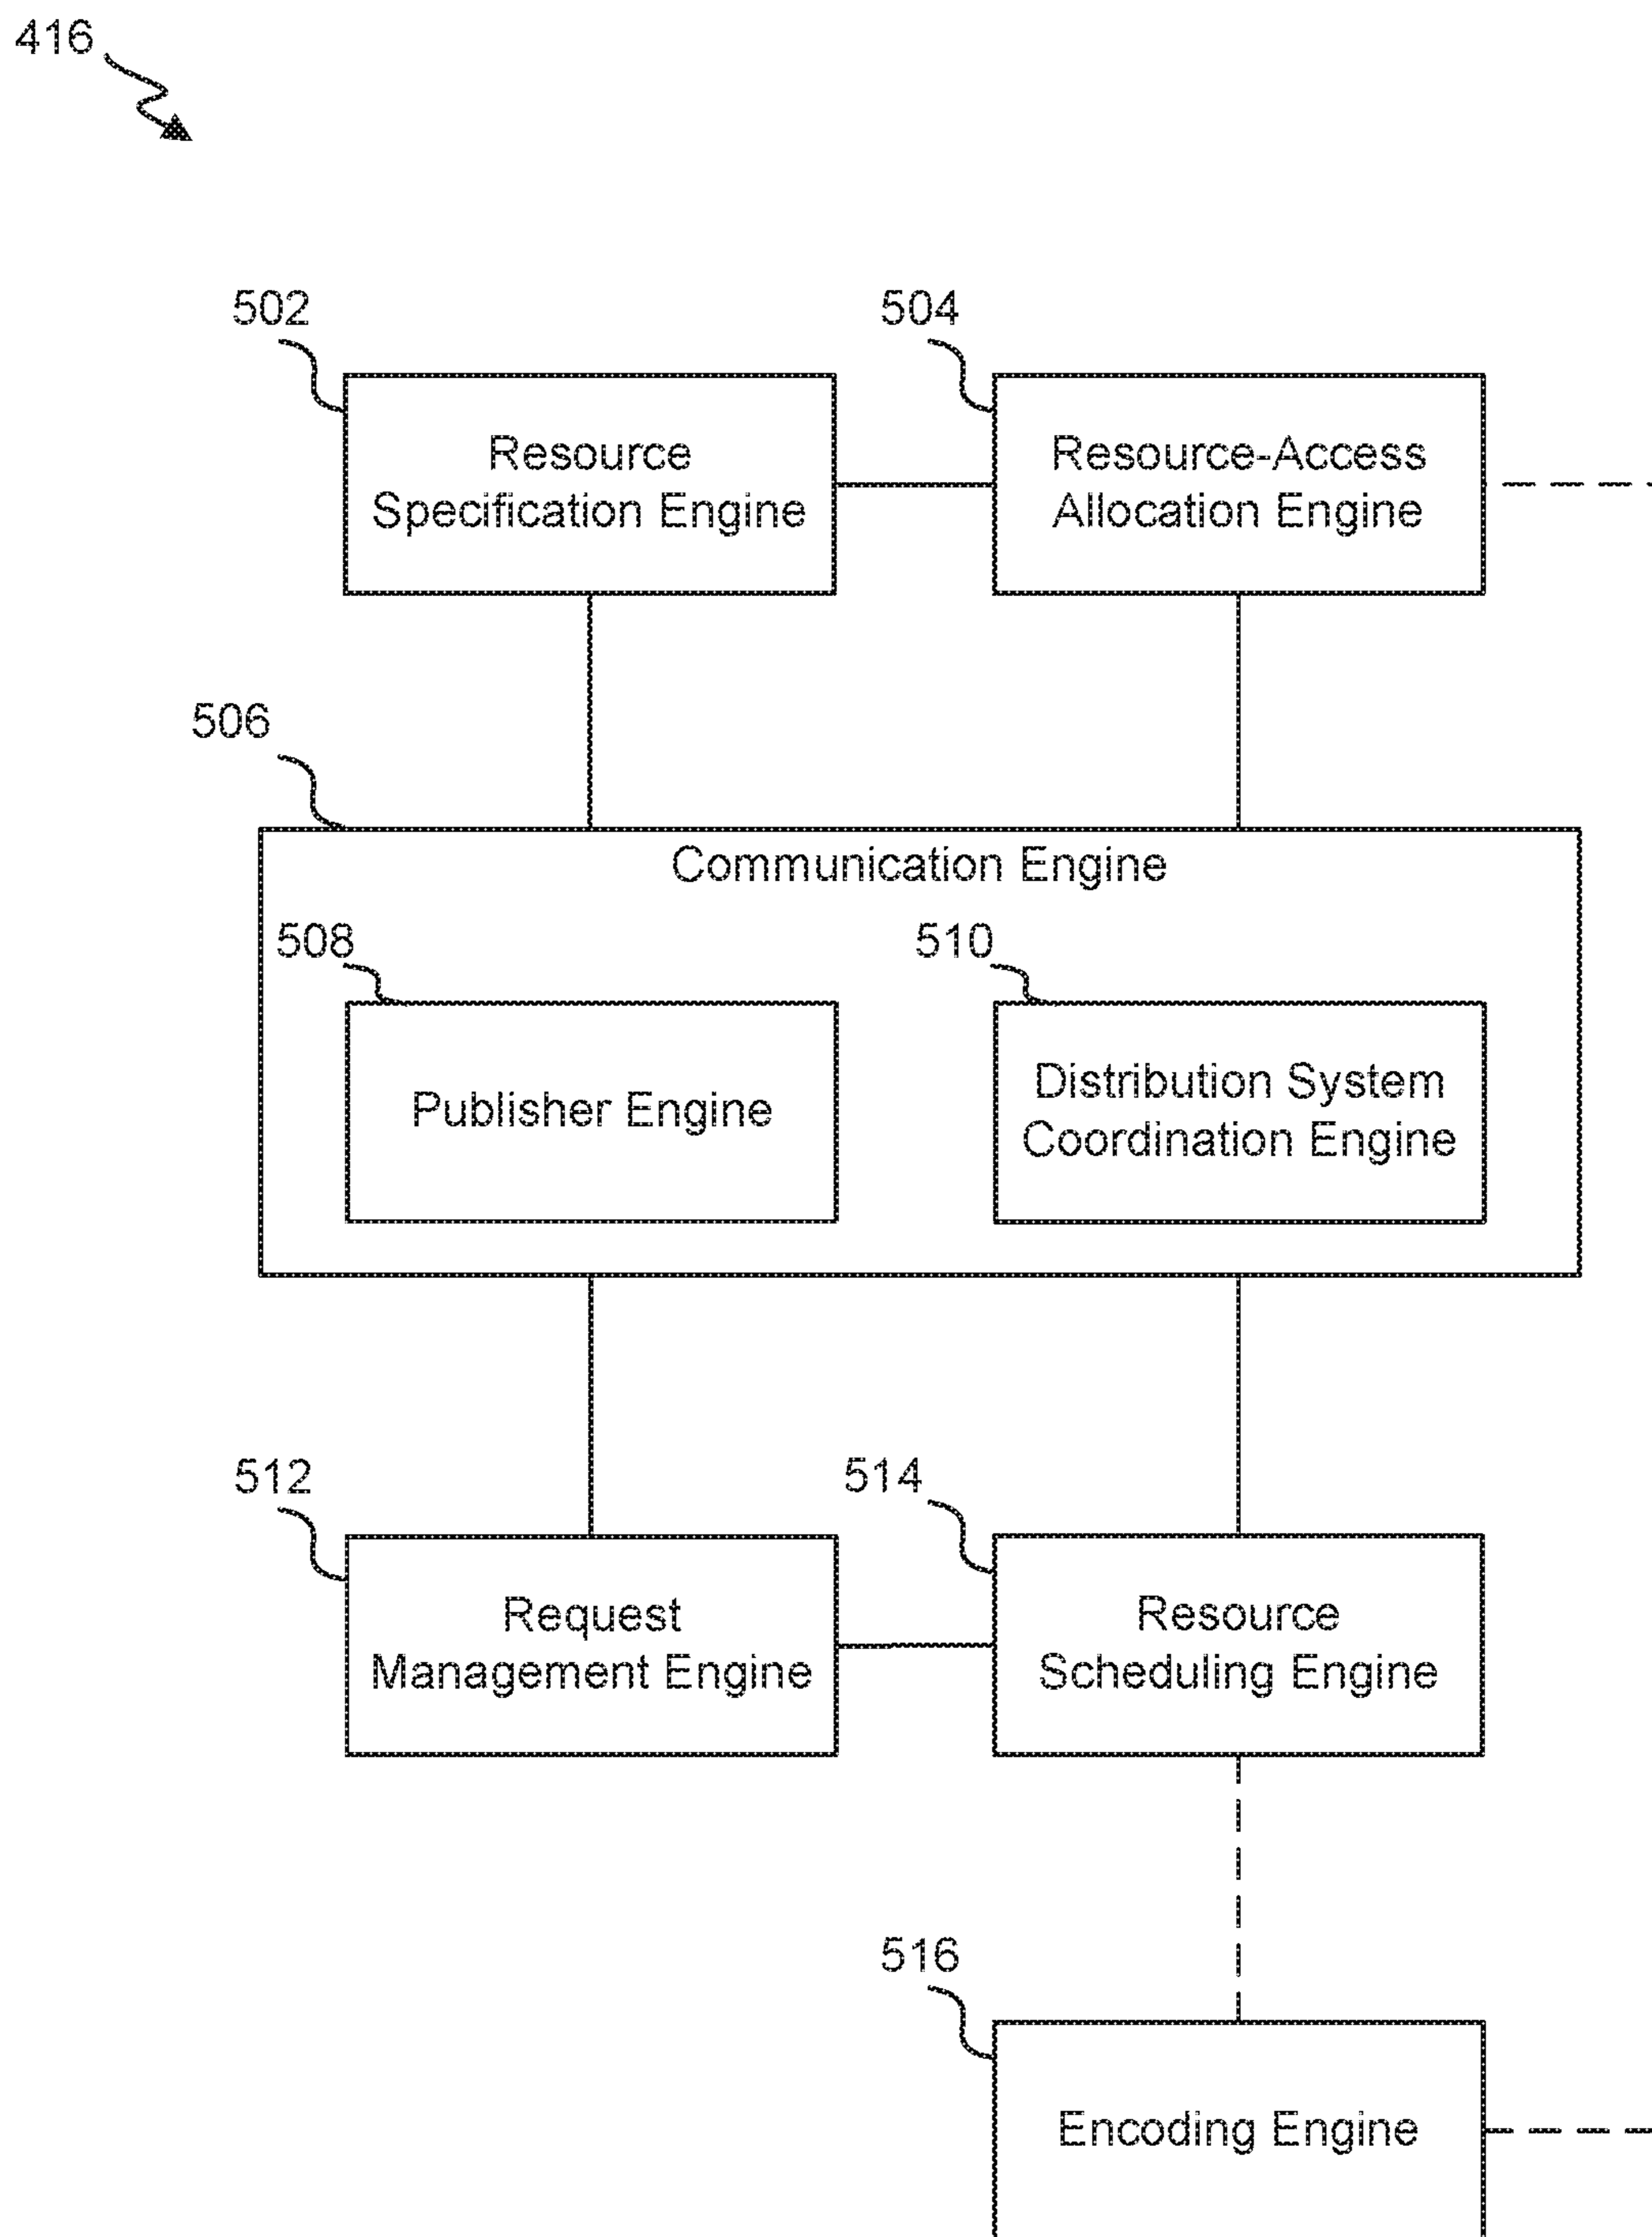 416
502
504
Resource
Specification Engine
Resource-Access
Allocation Engine
506
Communication Engine
508
510
Publisher Engine
Distribution System
Coordination Engine
512
514
Request
Management Engine
Resource
Scheduling Engine
516
Encoding Engine